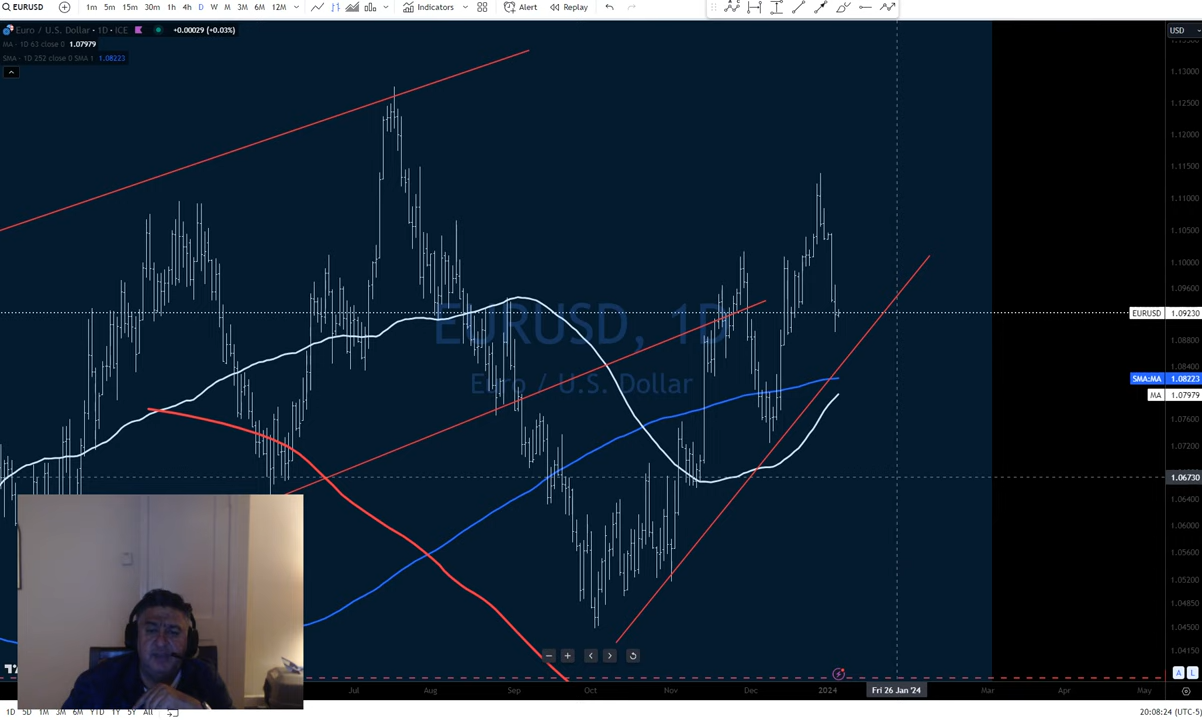 EURUSD 1m 5m 15m 30m 1h 4h D W M 3M 6M 12M Indicators Alert Replay
Euro / U.S. Dollar · 1D · ICE +0.00029 (+0.03%) USD
MA · 1D 63 close 0 1.07979
SMA · 1D 252 close 0 SMA 1 1.08223
1.13000
1.12500
1.12000
1.11500
1.11000
1.10500
1.10000
1.09600
EURUSD, 1D
EURUSD 1.09230
1.08800
1.08400
Euro / U.S. Dollar
SMA:MA 1.08223
MA 1.07979
1.07600
1.07200
1.06730
1.06400
1.06000
1.05600
1.05200
1.04850
1.04500
1.04150
A L
Jul Aug Sep Oct Nov Dec 2024 Fri 26 Jan '24 Mar Apr May
1D 5D 1M 3M 6M YTD 1Y 5Y All 20:08:24 (UTC-5)